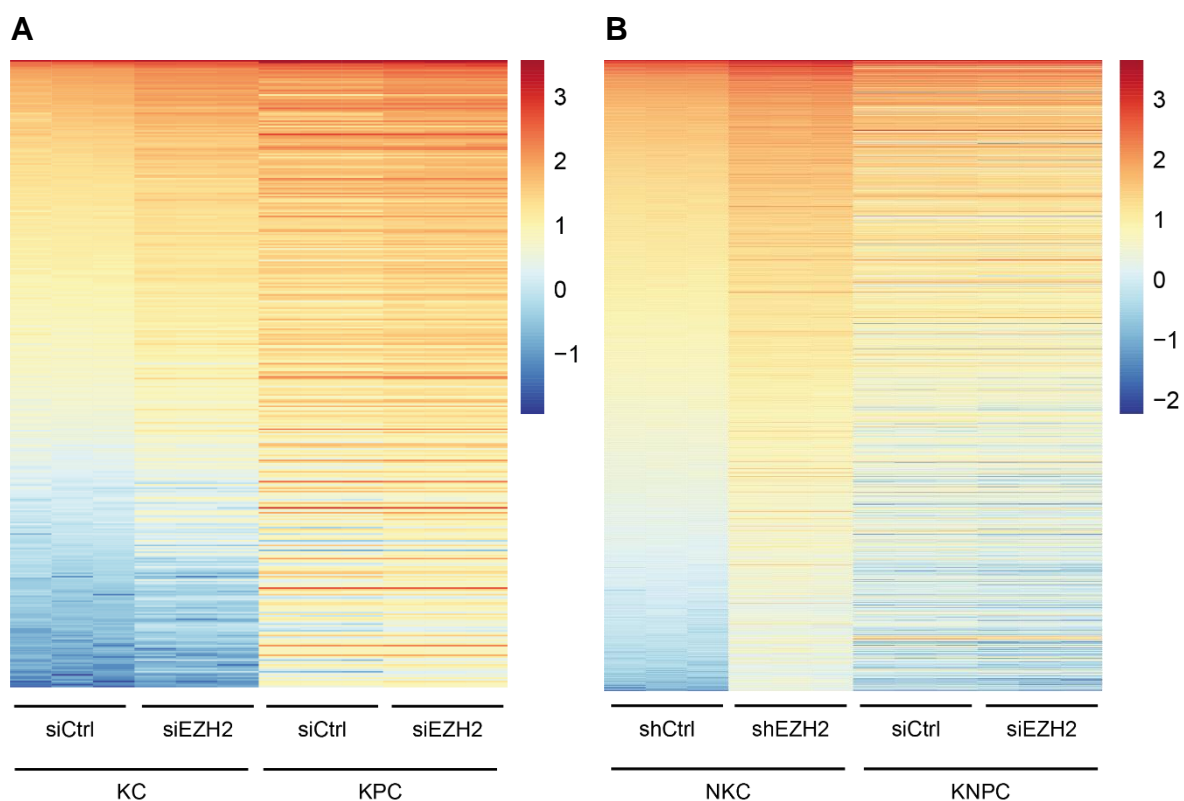 A
B
3
2
1
0
−1
3
2
1
0
−1
−2
siCtrl siEZH2 siCtrl siEZH2
KC KPC
shCtrl shEZH2 siCtrl siEZH2
NKC KNPC